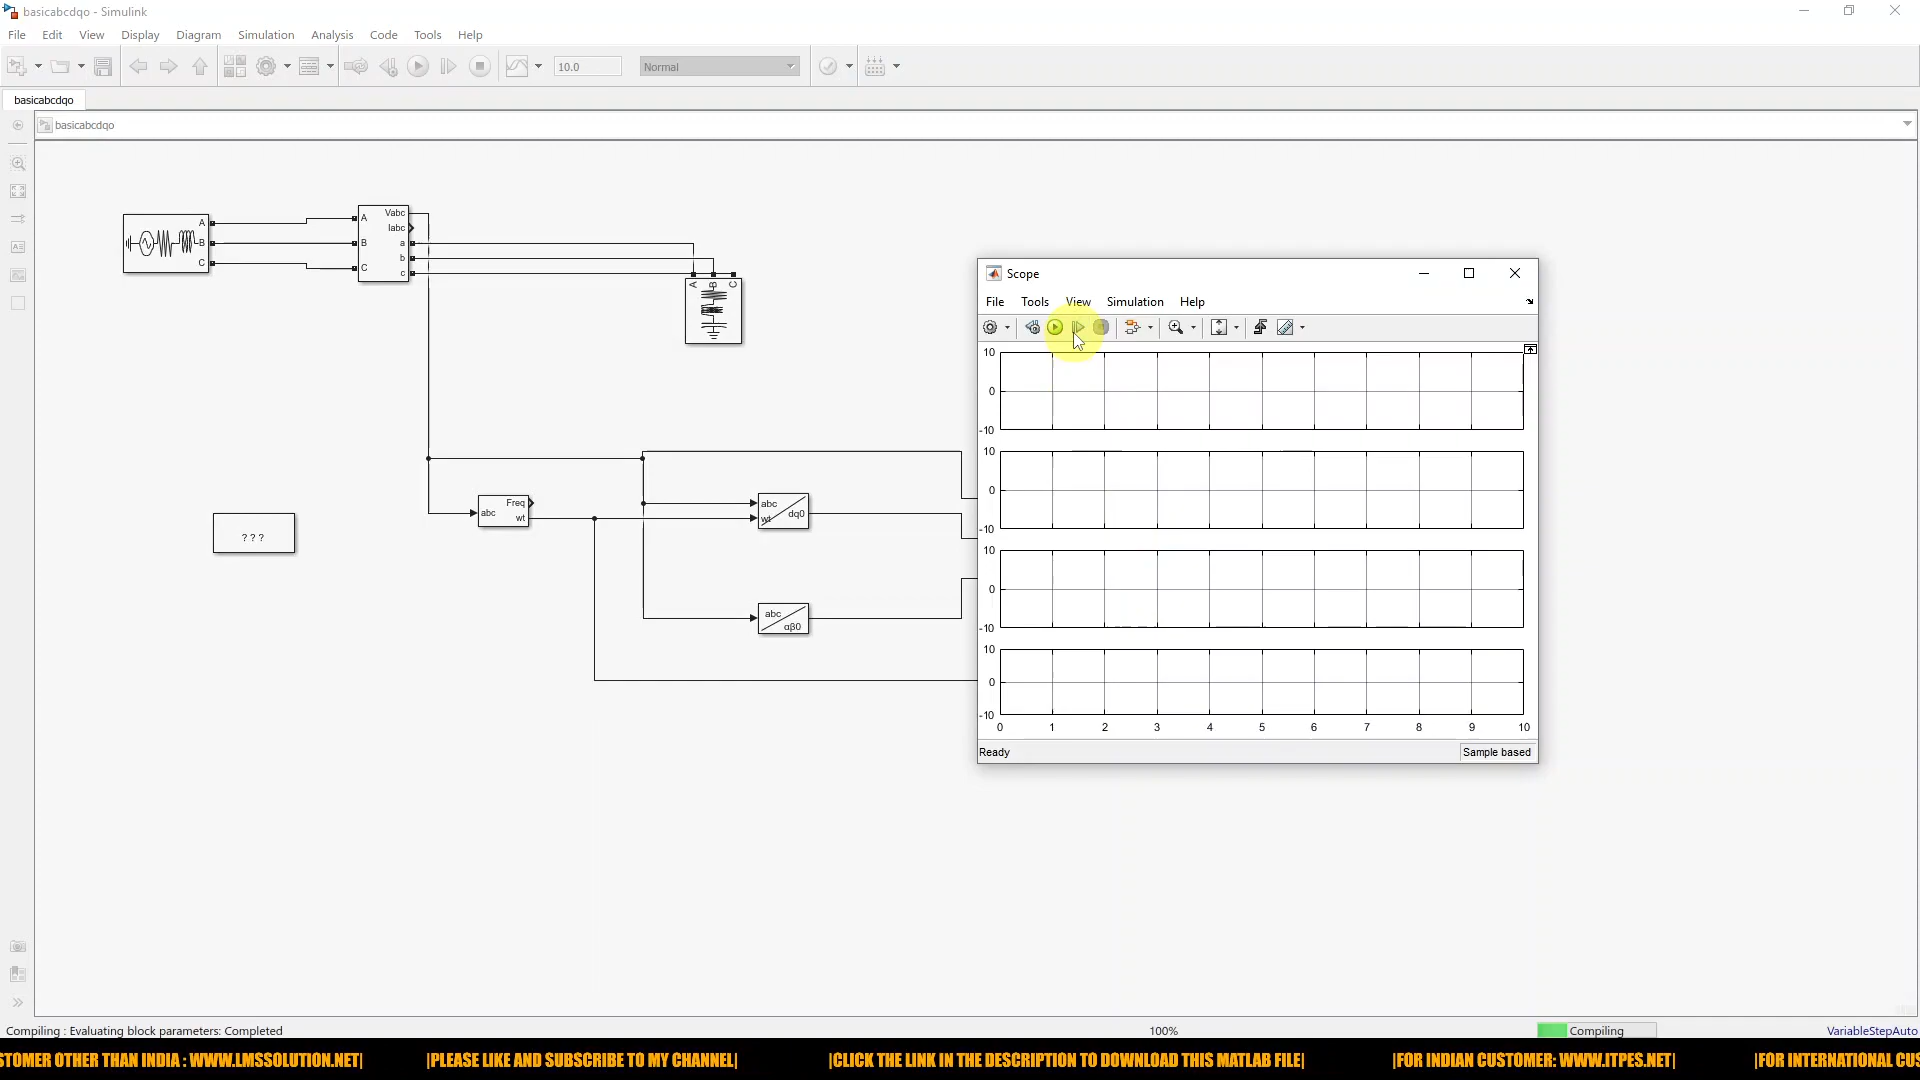 basicabcdqo - Simulink
File Edit View Display Diagram Simulation Analysis Code Tools Help
10.0 Normal
basicabcdqo
basicabcdqo
A
B
C
A
B
C
Vabc
Iabc
a
b
c
A B C
Freq
abc
wt
? ? ?
abc
wt
dq0
abc
αβ0
Scope
File Tools View Simulation Help
10
0
-10
10
0
-10
10
0
-10
10
0
-10
0 1 2 3 4 5 6 7 8 9 10
Ready Sample based
Compiling : Evaluating block parameters: Completed 100% Compiling VariableStepAuto
STOMER OTHER THAN INDIA : WWW.LMSSOLUTION.NET| |PLEASE LIKE AND SUBSCRIBE TO MY CHANNEL| |CLICK THE LINK IN THE DESCRIPTION TO DOWNLOAD THIS MATLAB FILE| |FOR INDIAN CUSTOMER: WWW.ITPES.NET| |FOR INTERNATIONAL CUS